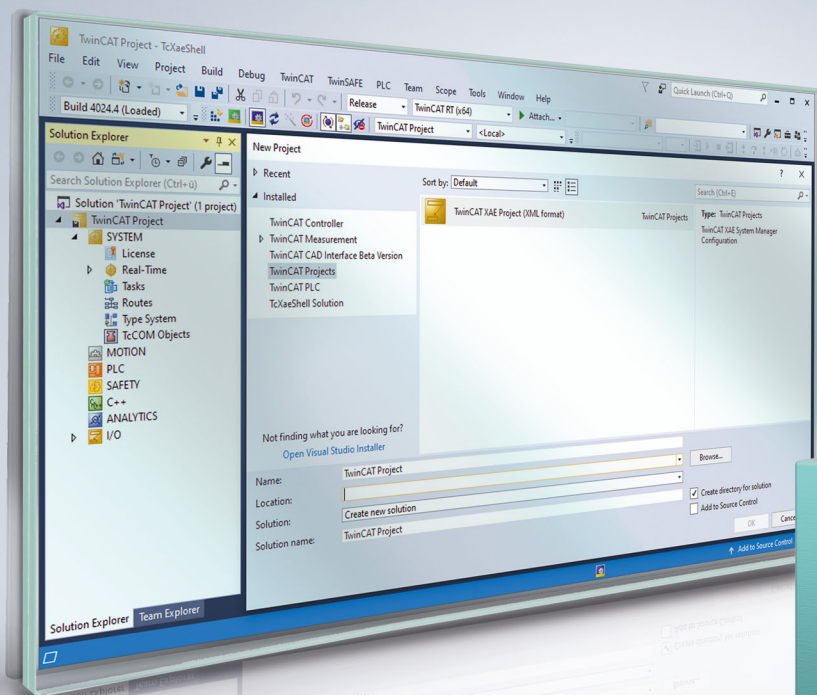 TwinCAT Project - TcXaeShell
File Edit View Project Build Debug TwinCAT TwinSAFE PLC Team Scope Tools Window Help
Quick Launch (Ctrl+Q)
Release TwinCAT RT (x64) Attach...
Build 4024.4 (Loaded) TwinCAT Project <Local>
Solution Explorer
Search Solution Explorer (Ctrl+ü)
Solution 'TwinCAT Project' (1 project)
TwinCAT Project
SYSTEM
License
Real-Time
Tasks
Routes
Type System
TcCOM Objects
MOTION
PLC
SAFETY
C++
ANALYTICS
I/O
Solution Explorer Team Explorer
New Project ? X
Recent
Installed
TwinCAT Controller
TwinCAT Measurement
TwinCAT CAD Interface Beta Version
TwinCAT Projects
TwinCAT PLC
TcXaeShell Solution
Not finding what you are looking for?
Open Visual Studio Installer
Sort by: Default
Search (Ctrl+E)
TwinCAT XAE Project (XML format) TwinCAT Projects
Type: TwinCAT Projects
TwinCAT XAE System Manager
Configuration
Name: TwinCAT Project
Location: Browse...
Solution: Create new solution
Solution name: TwinCAT Project
Create directory for solution
Add to Source Control
OK Cance
Add to Source Control